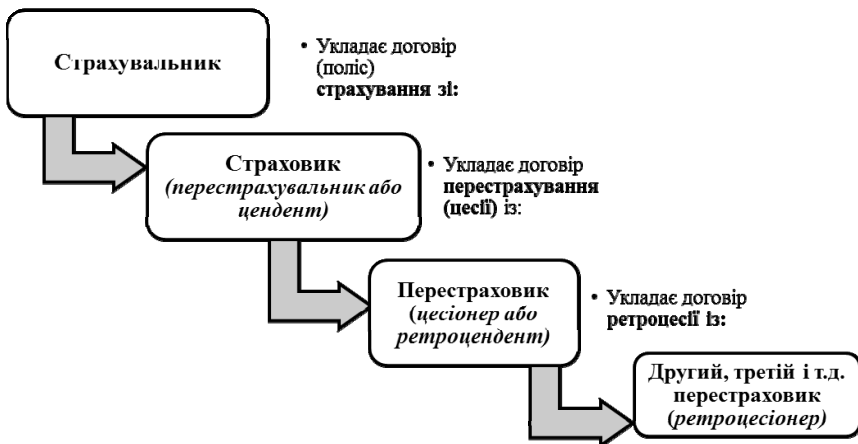 Страхувальник
• Укладає договір
(поліс)
страхування зі:
Страховик
(перестрахувальник або
цендент)
• Укладає договір
перестрахування
(цесії) із:
Перестраховик
(цесіонер або
ретроцендент)
• Укладає договір
ретроцесії із:
Другий, третій і т.д.
перестраховик
(ретроцесіонер)